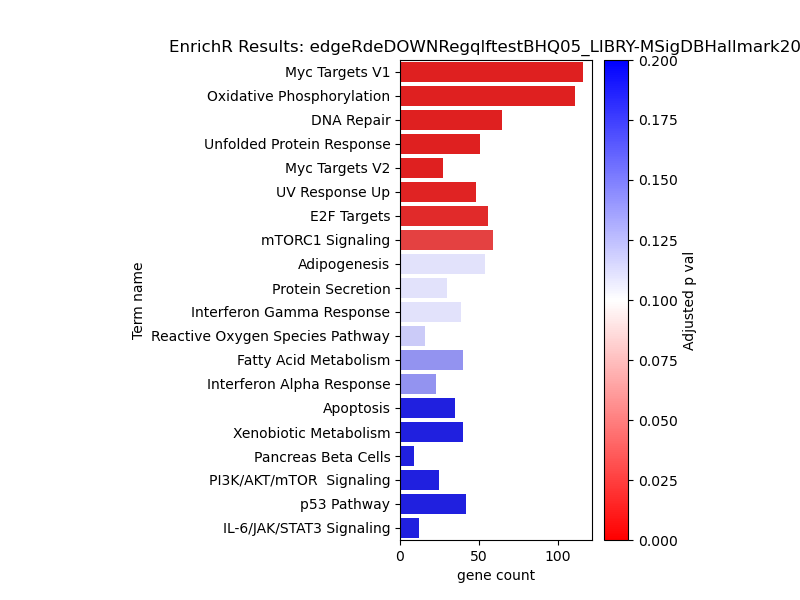 EnrichR Results: edgeRdeDOWNRegqlftestBHQ05_LIBRY-MSigDBHallmark20
Term name
Myc Targets V1
Oxidative Phosphorylation
DNA Repair
Unfolded Protein Response
Myc Targets V2
UV Response Up
E2F Targets
mTORC1 Signaling
Adipogenesis
Protein Secretion
Interferon Gamma Response
Reactive Oxygen Species Pathway
Fatty Acid Metabolism
Interferon Alpha Response
Apoptosis
Xenobiotic Metabolism
Pancreas Beta Cells
PI3K/AKT/mTOR  Signaling
p53 Pathway
IL-6/JAK/STAT3 Signaling
0 50 100
gene count
0.200
0.175
0.150
0.125
0.100
0.075
0.050
0.025
0.000
Adjusted p val